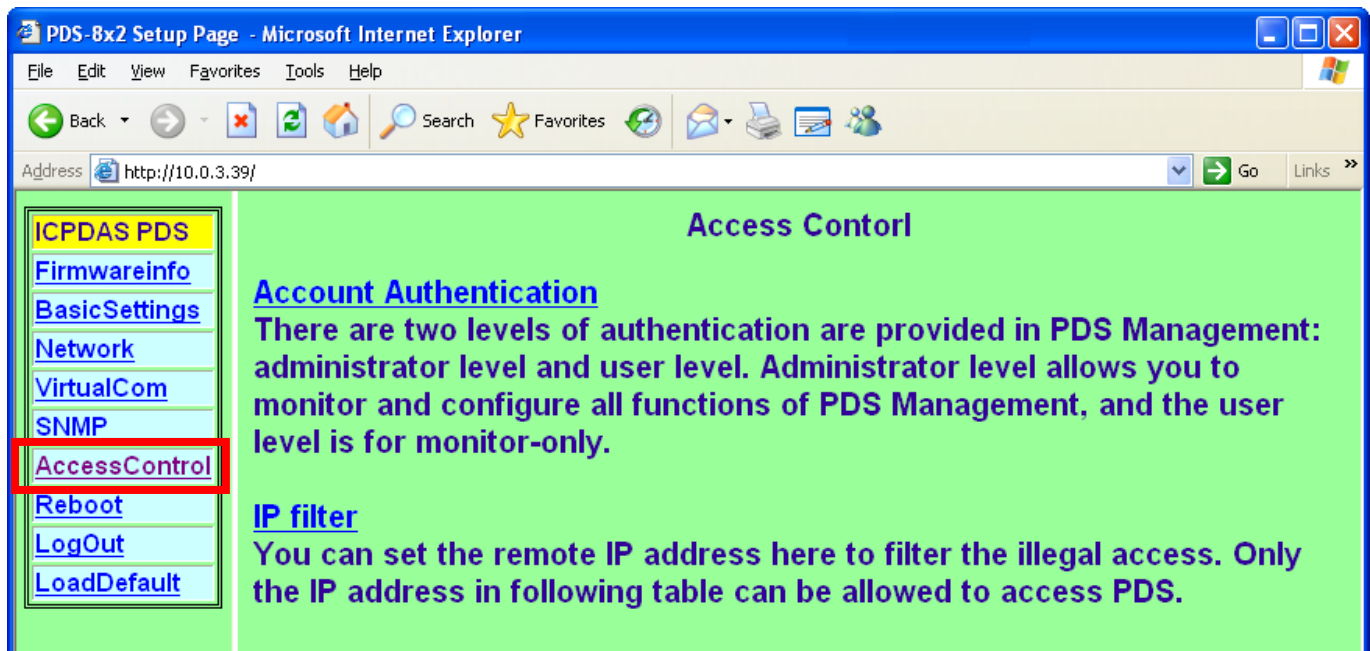 PDS-8x2 Setup Page - Microsoft Internet Explorer
File Edit View Favorites Tools Help
Back Search Favorites
Address http://10.0.3.39/ Go Links »
ICPDAS PDS
Firmwareinfo
BasicSettings
Network
VirtualCom
SNMP
AccessControl
Reboot
LogOut
LoadDefault
Access Contorl
Account Authentication
There are two levels of authentication are provided in PDS Management:
administrator level and user level. Administrator level allows you to
monitor and configure all functions of PDS Management, and the user
level is for monitor-only.
IP filter
You can set the remote IP address here to filter the illegal access. Only
the IP address in following table can be allowed to access PDS.